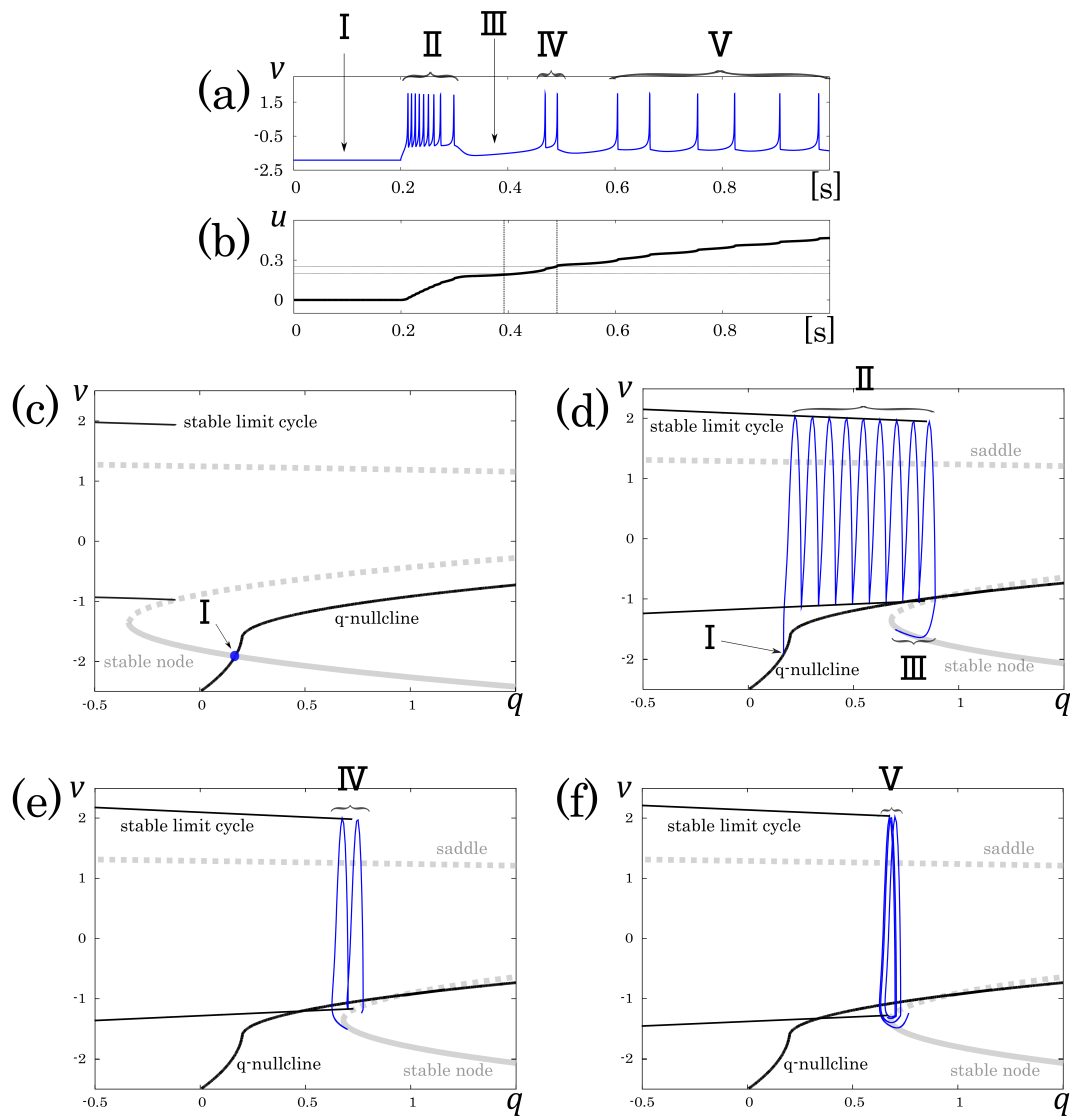 Ⅰ Ⅱ Ⅲ Ⅳ Ⅴ
(a) v
1.5
-0.5
-2.5
0 0.2 0.4 0.6 0.8 [s]
(b) u
0.3
0
0 0.2 0.4 0.6 0.8 [s]
(c) v
2
1
0
-1
-2
stable limit cycle
Ⅰ
q-nullcline
stable node
-0.5 0 0.5 1 q
(d) v
Ⅱ
2
1
0
-1
-2
stable limit cycle
saddle
Ⅰ
q-nullcline
Ⅲ
stable node
-0.5 0 0.5 1 q
(e) v
Ⅳ
2
1
0
-1
-2
stable limit cycle
saddle
q-nullcline
stable node
-0.5 0 0.5 1 q
(f) v
Ⅴ
2
1
0
-1
-2
stable limit cycle
saddle
q-nullcline
stable node
-0.5 0 0.5 1 q